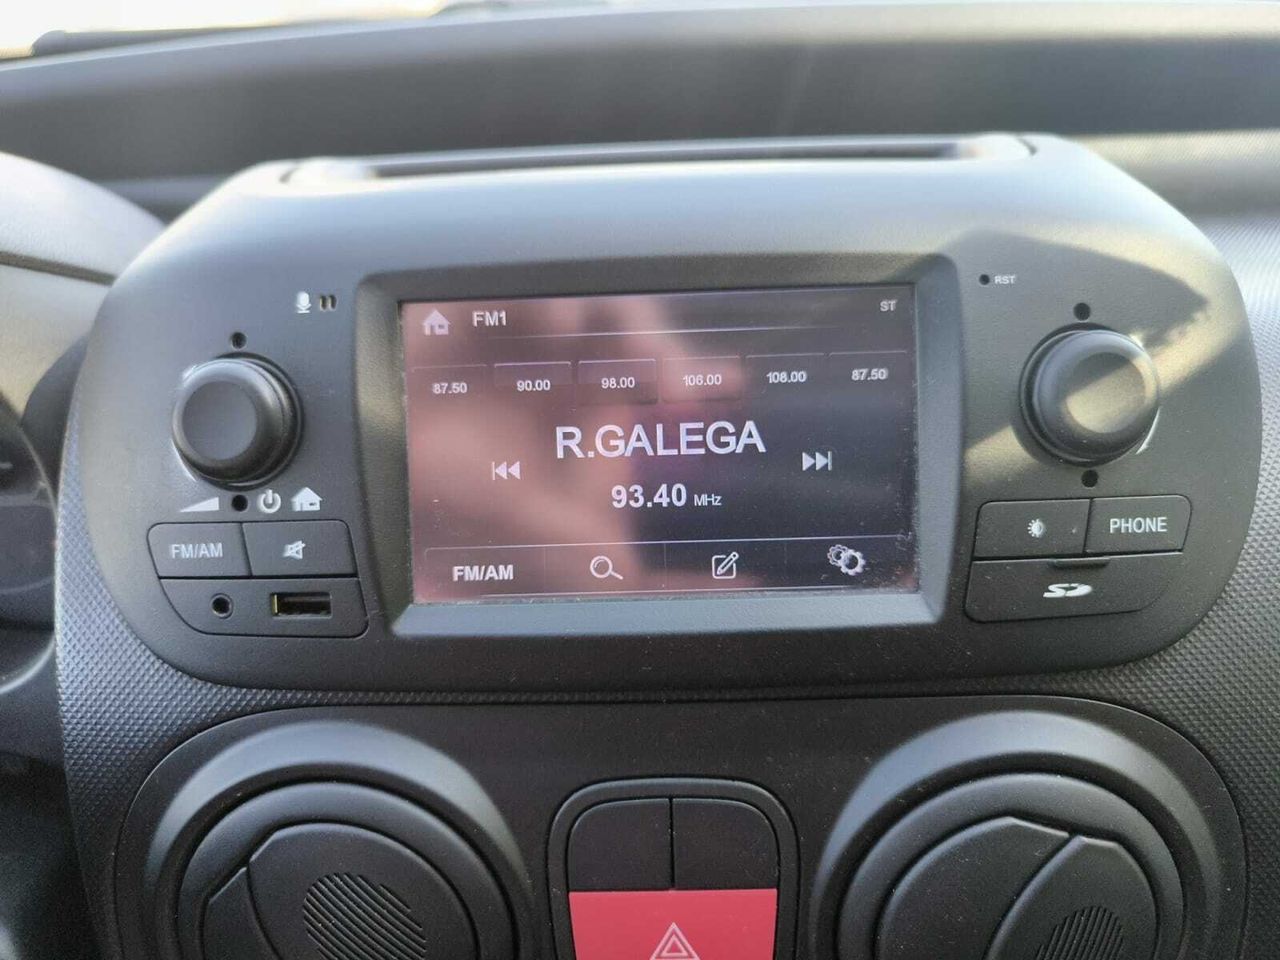 RST
FM1
ST
87.50 90.00 98.00 106.00 108.00 87.50
R.GALEGA
93.40 MHz
FM/AM
FM/AM
PHONE
SD